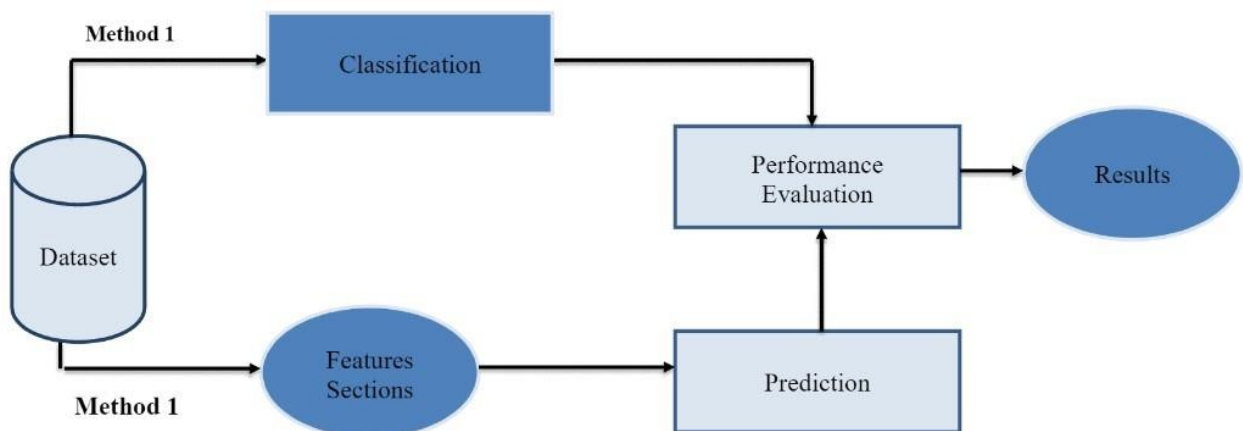 Method 1
Classification
Performance
Evaluation
Results
Dataset
Features
Sections
Prediction
Method 1